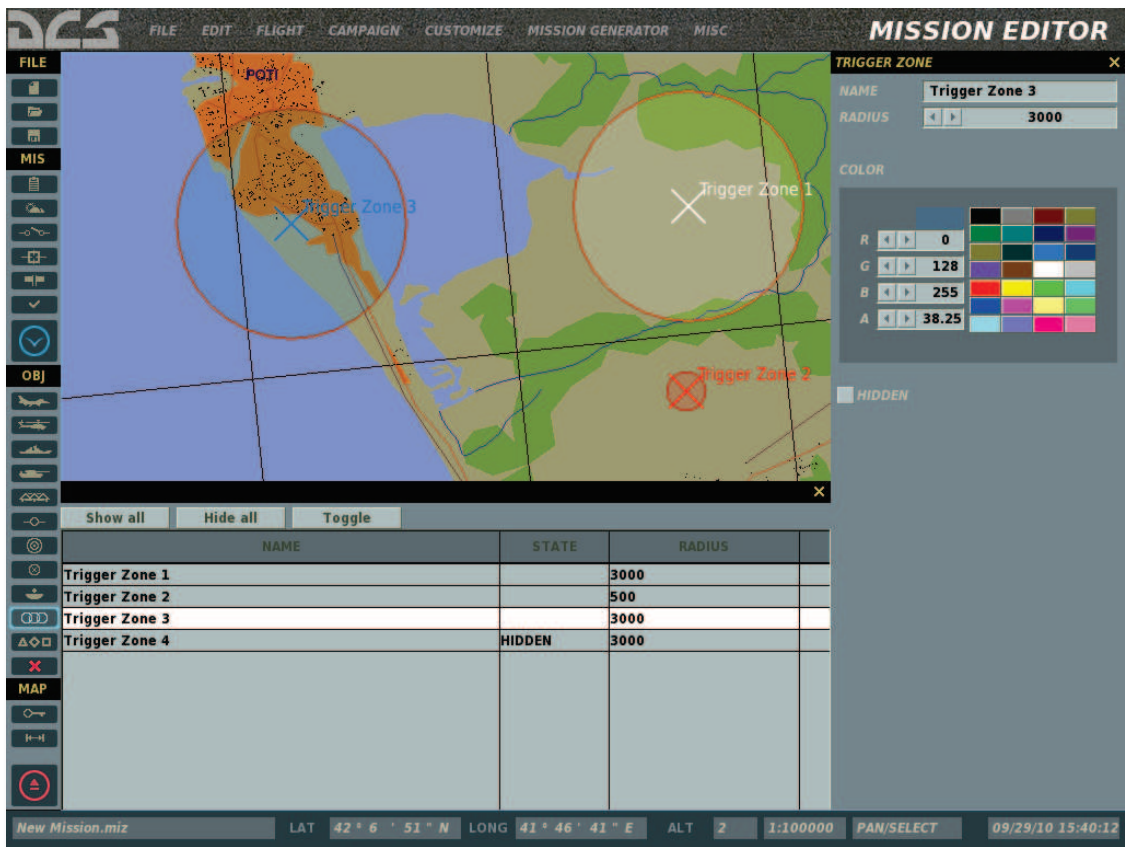 DCS FILE EDIT FLIGHT CAMPAIGN CUSTOMIZE MISSION GENERATOR MISC MISSION EDITOR
FILE
MIS
OBJ
MAP
POTI
Trigger Zone 3
Trigger Zone 1
Trigger Zone 2
TRIGGER ZONE
NAME Trigger Zone 3
RADIUS 3000
COLOR
R 0
G 128
B 255
A 38.25
HIDDEN
Show all Hide all Toggle
NAME STATE RADIUS
Trigger Zone 1 3000
Trigger Zone 2 500
Trigger Zone 3 3000
Trigger Zone 4 HIDDEN 3000
New Mission.miz LAT 42 ° 6 ' 51 " N LONG 41 ° 46 ' 41 " E ALT 2 1:100000 PAN/SELECT 09/29/10 15:40:12